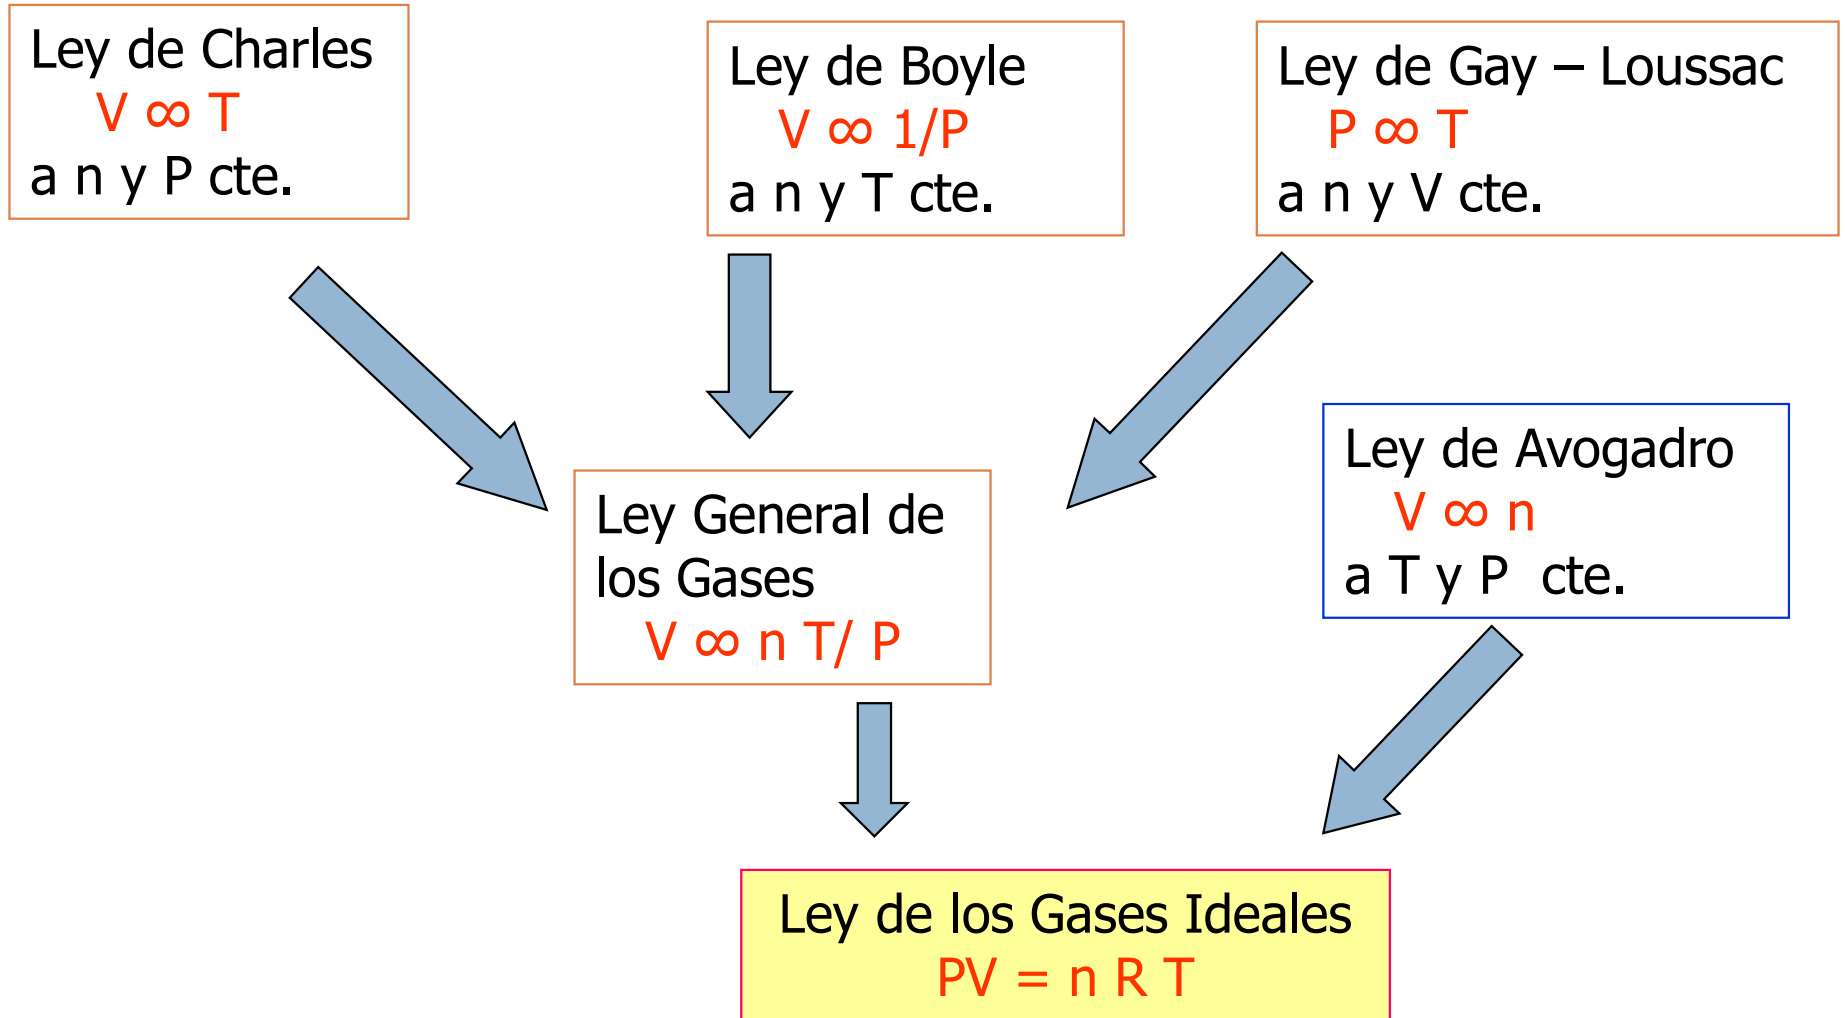 Ley de Charles
V ∞ T
a n y P cte.
Ley de Boyle
V ∞ 1/P
a n y T cte.
Ley de Gay – Loussac
P ∞ T
a n y V cte.
Ley de Avogadro
V ∞ n
a T y P cte.
Ley General de
los Gases
V ∞ n T/ P
Ley de los Gases Ideales
PV = n R T